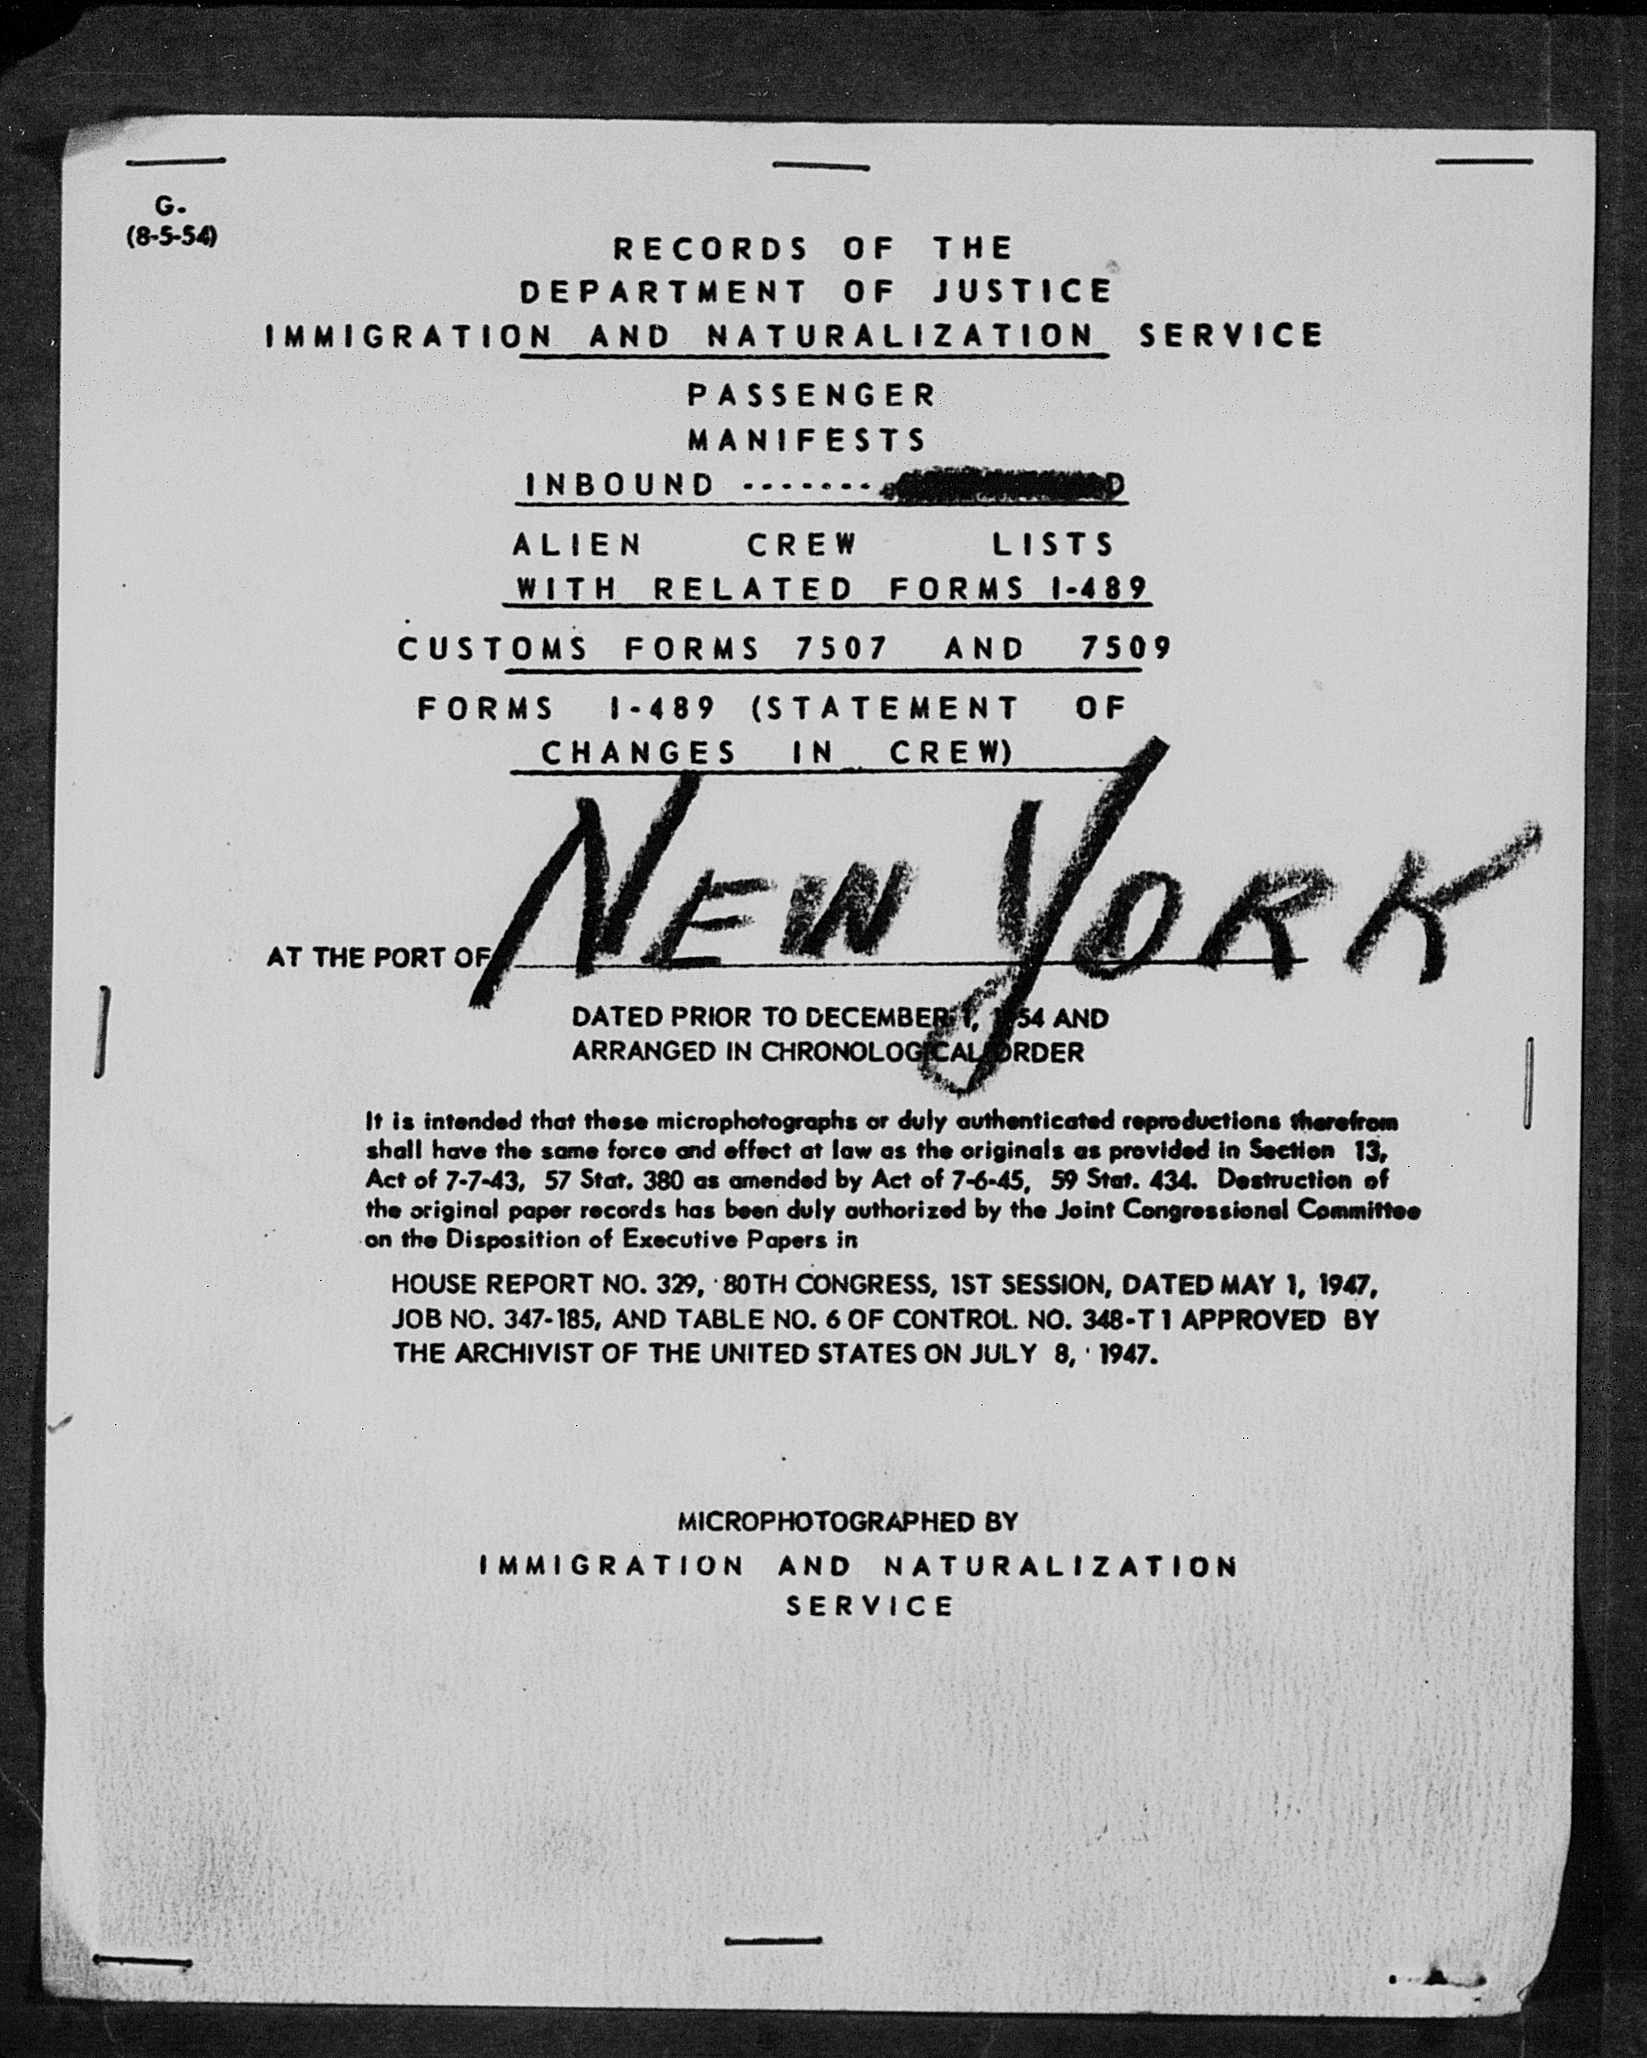 G.
(8-5-54)
RECORDS OF THE
DEPARTMENT OF JUSTICE
IMMIGRATION AND NATURALIZATION SERVICE
PASSENGER
MANIFESTS
INBOUND -------
ALIEN CREW LISTS
WITH RELATED FORMS I-489
CUSTOMS FORMS 7507 AND 7509
FORMS I-489 (STATEMENT OF
CHANGES IN CREW)
AT THE PORT OF NEW YORK
DATED PRIOR TO DECEMBER 1, 1954 AND
ARRANGED IN CHRONOLOGICAL ORDER
It is intended that these microphotographs or duly authenticated reproductions therefrom
shall have the same force and effect at law as the originals as provided in Section 13,
Act of 7-7-43, 57 Stat. 380 as amended by Act of 7-6-45, 59 Stat. 434. Destruction of
the original paper records has been duly authorized by the Joint Congressional Committee
on the Disposition of Executive Papers in
HOUSE REPORT NO. 329, 80TH CONGRESS, 1ST SESSION, DATED MAY 1, 1947,
JOB NO. 347-185, AND TABLE NO. 6 OF CONTROL NO. 348-T1 APPROVED BY
THE ARCHIVIST OF THE UNITED STATES ON JULY 8, 1947.
MICROPHOTOGRAPHED BY
IMMIGRATION AND NATURALIZATION
SERVICE